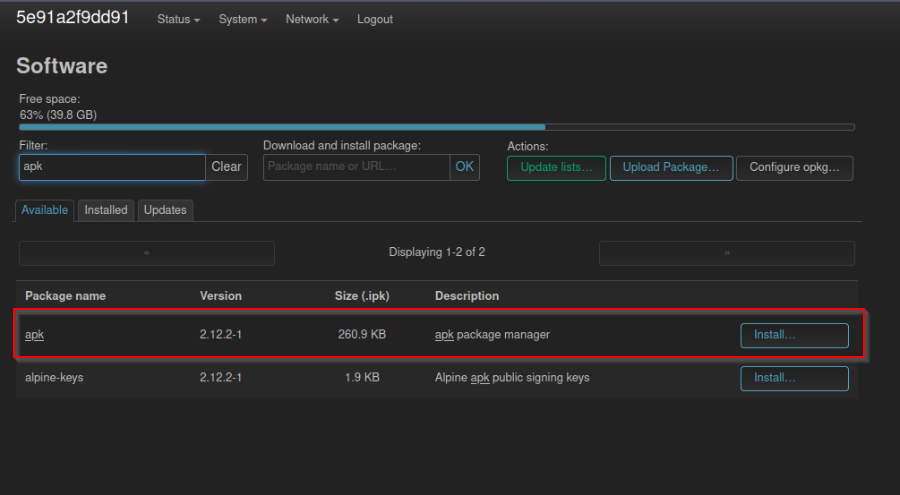 5e91a2f9dd91 Status System Network Logout
Software
Free space:
63% (39.8 GB)
Filter: Download and install package: Actions:
apk Clear Package name or URL... OK Update lists... Upload Package... Configure opkg...
Available Installed Updates
« Displaying 1-2 of 2 »
Package name Version Size (.ipk) Description
apk 2.12.2-1 260.9 KB apk package manager Install...
alpine-keys 2.12.2-1 1.9 KB Alpine apk public signing keys Install...